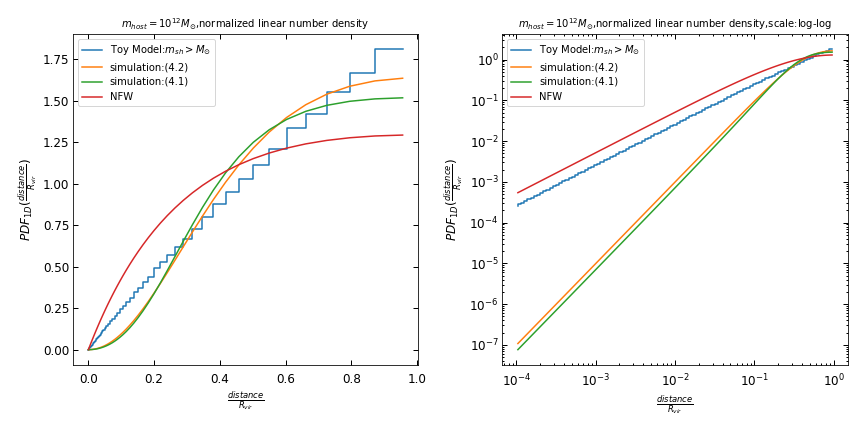 m_host = 10^12 M_⊙,normalized linear number density
PDF_1D(distance/R_vir)
1.75
1.50
1.25
1.00
0.75
0.50
0.25
0.00
Toy Model:m_sh > M_⊙
simulation:(4.2)
simulation:(4.1)
NFW
0.0 0.2 0.4 0.6 0.8 1.0
distance/R_vir
m_host = 10^12 M_⊙,normalized linear number density,scale:log-log
PDF_1D(distance/R_vir)
10^0
10^−1
10^−2
10^−3
10^−4
10^−5
10^−6
10^−7
Toy Model:m_sh > M_⊙
simulation:(4.2)
simulation:(4.1)
NFW
10^−4 10^−3 10^−2 10^−1 10^0
distance/R_vir